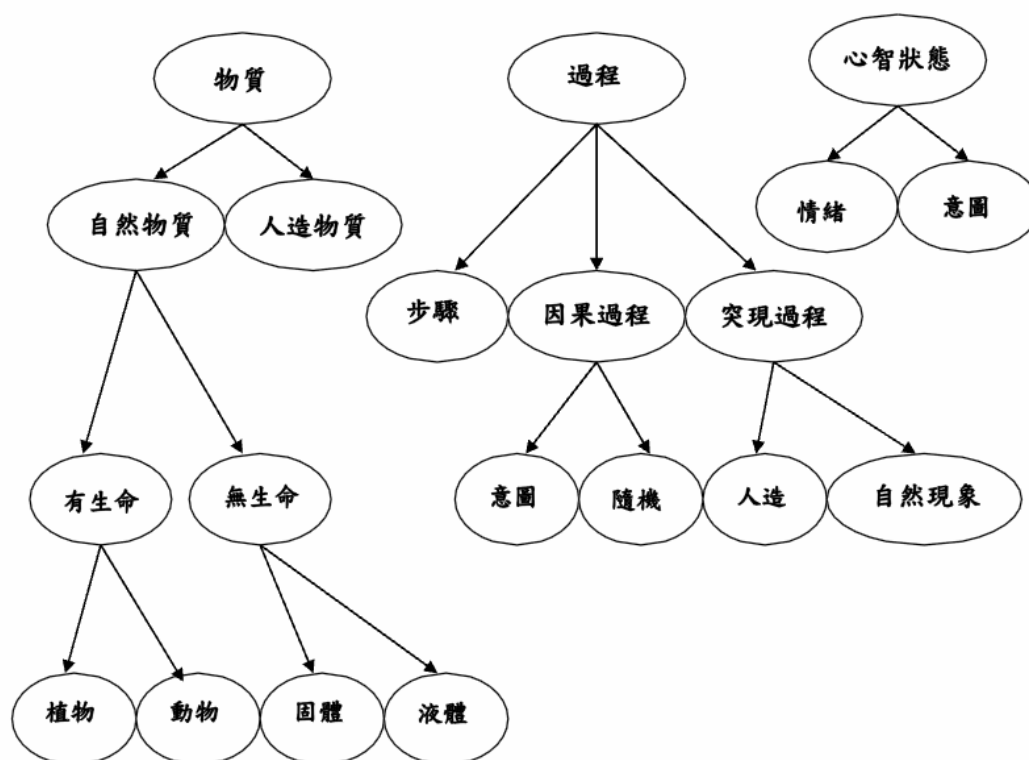 物質
過程
心智狀態
自然物質
人造物質
情緒
意圖
步驟
因果過程
突現過程
有生命
無生命
意圖
隨機
人造
自然現象
植物
動物
固體
液體